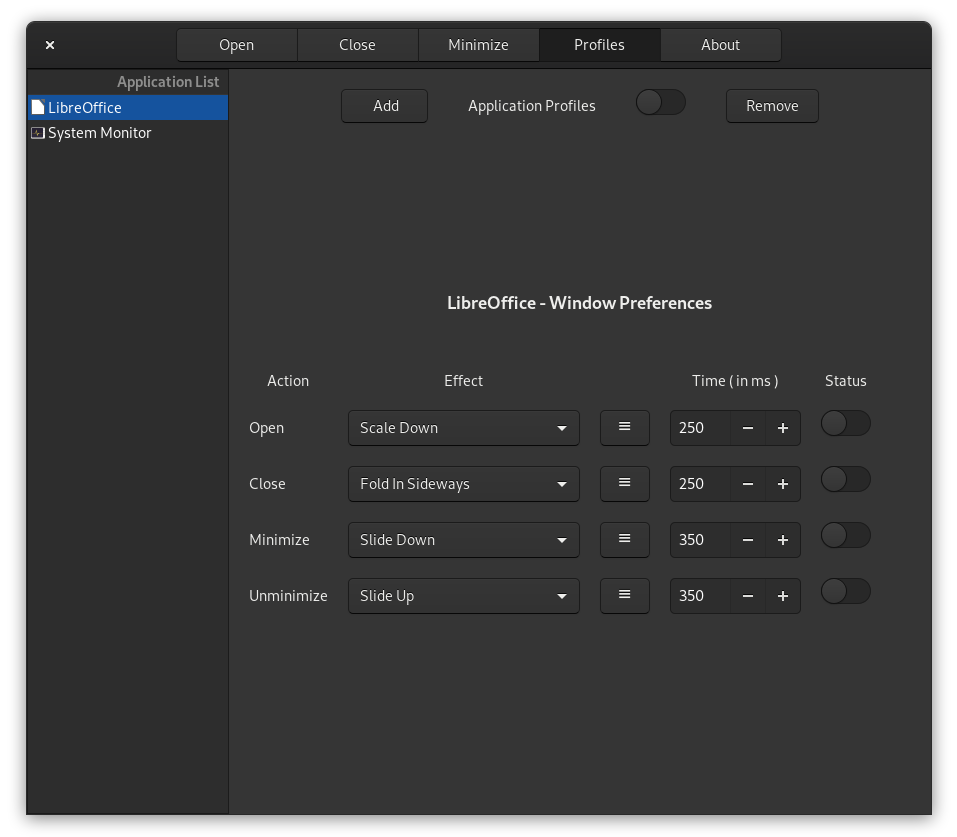 Open Close Minimize Profiles About
Application List
LibreOffice
System Monitor
Add Application Profiles Remove
LibreOffice - Window Preferences
Action Effect Time ( in ms ) Status
Open Scale Down 250
Close Fold In Sideways 250
Minimize Slide Down 350
Unminimize Slide Up 350